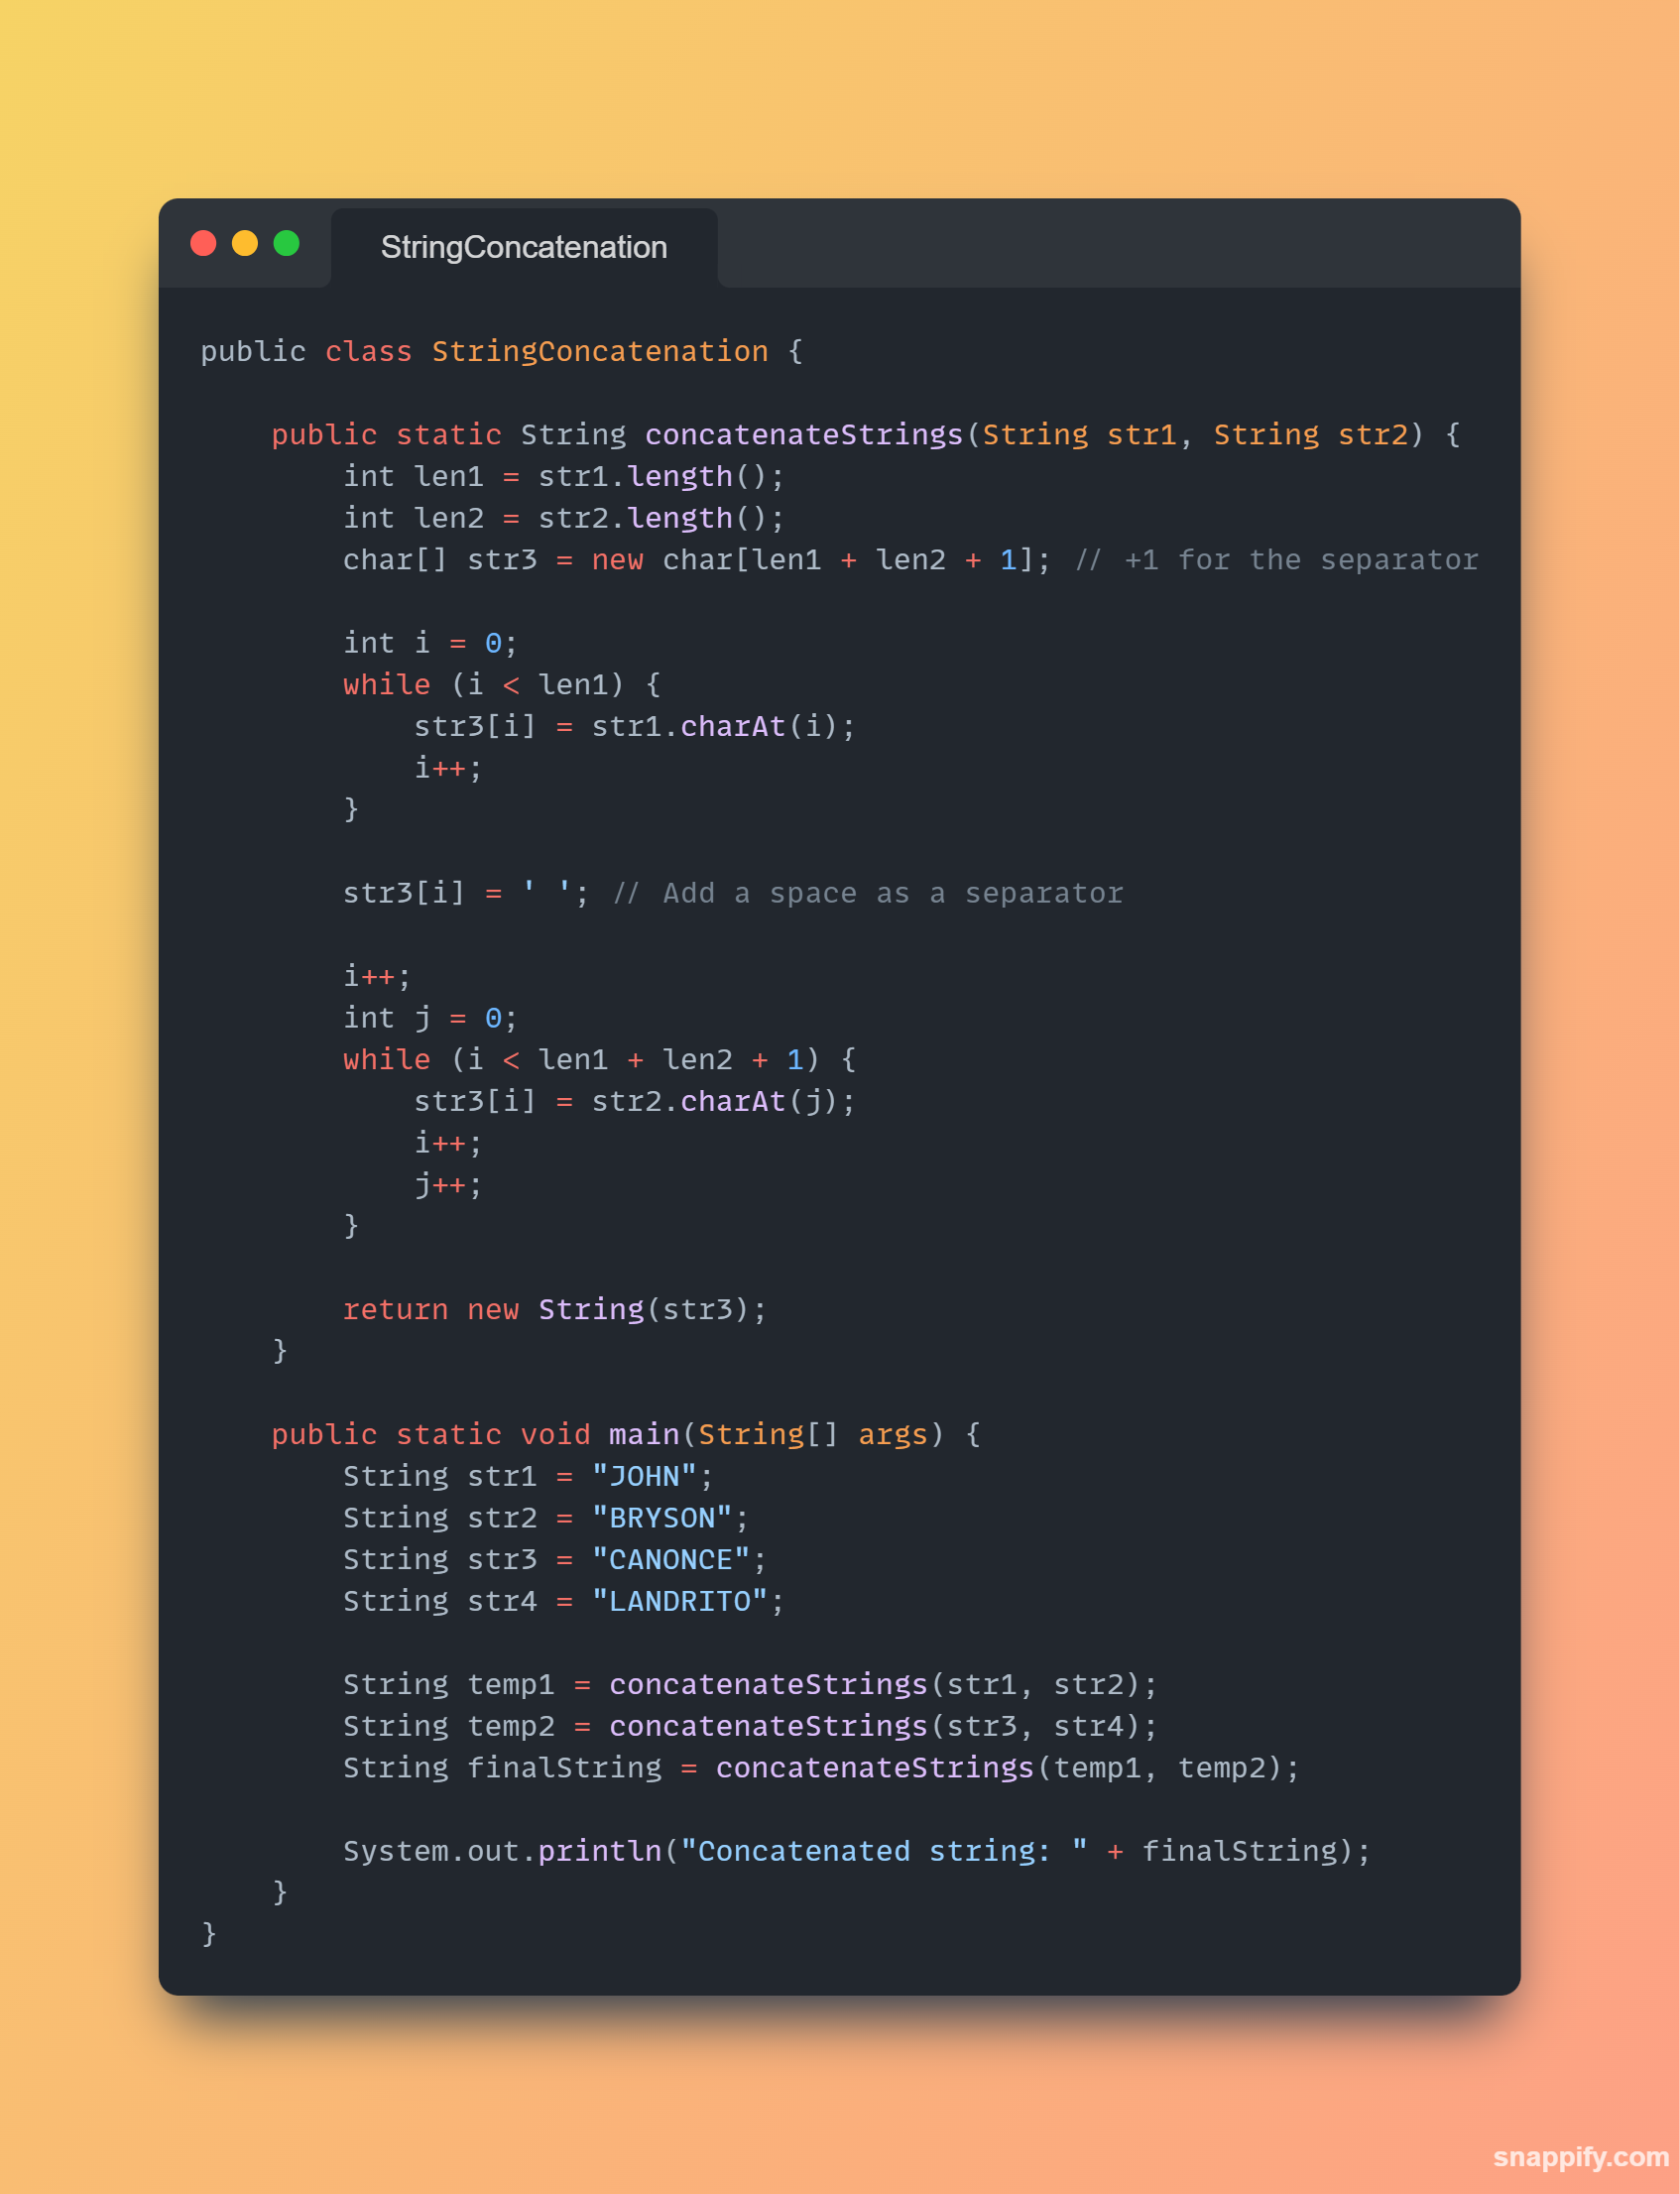 StringConcatenation
public class StringConcatenation {
    public static String concatenateStrings(String str1, String str2) {
        int len1 = str1.length();
        int len2 = str2.length();
        char[] str3 = new char[len1 + len2 + 1]; // +1 for the separator
        int i = 0;
        while (i < len1) {
            str3[i] = str1.charAt(i);
            i++;
        }
        str3[i] = ' '; // Add a space as a separator
        i++;
        int j = 0;
        while (i < len1 + len2 + 1) {
            str3[i] = str2.charAt(j);
            i++;
            j++;
        }
        return new String(str3);
    }
    public static void main(String[] args) {
        String str1 = "JOHN";
        String str2 = "BRYSON";
        String str3 = "CANONCE";
        String str4 = "LANDRITO";
        String temp1 = concatenateStrings(str1, str2);
        String temp2 = concatenateStrings(str3, str4);
        String finalString = concatenateStrings(temp1, temp2);
        System.out.println("Concatenated string: " + finalString);
    }
}
snappify.com